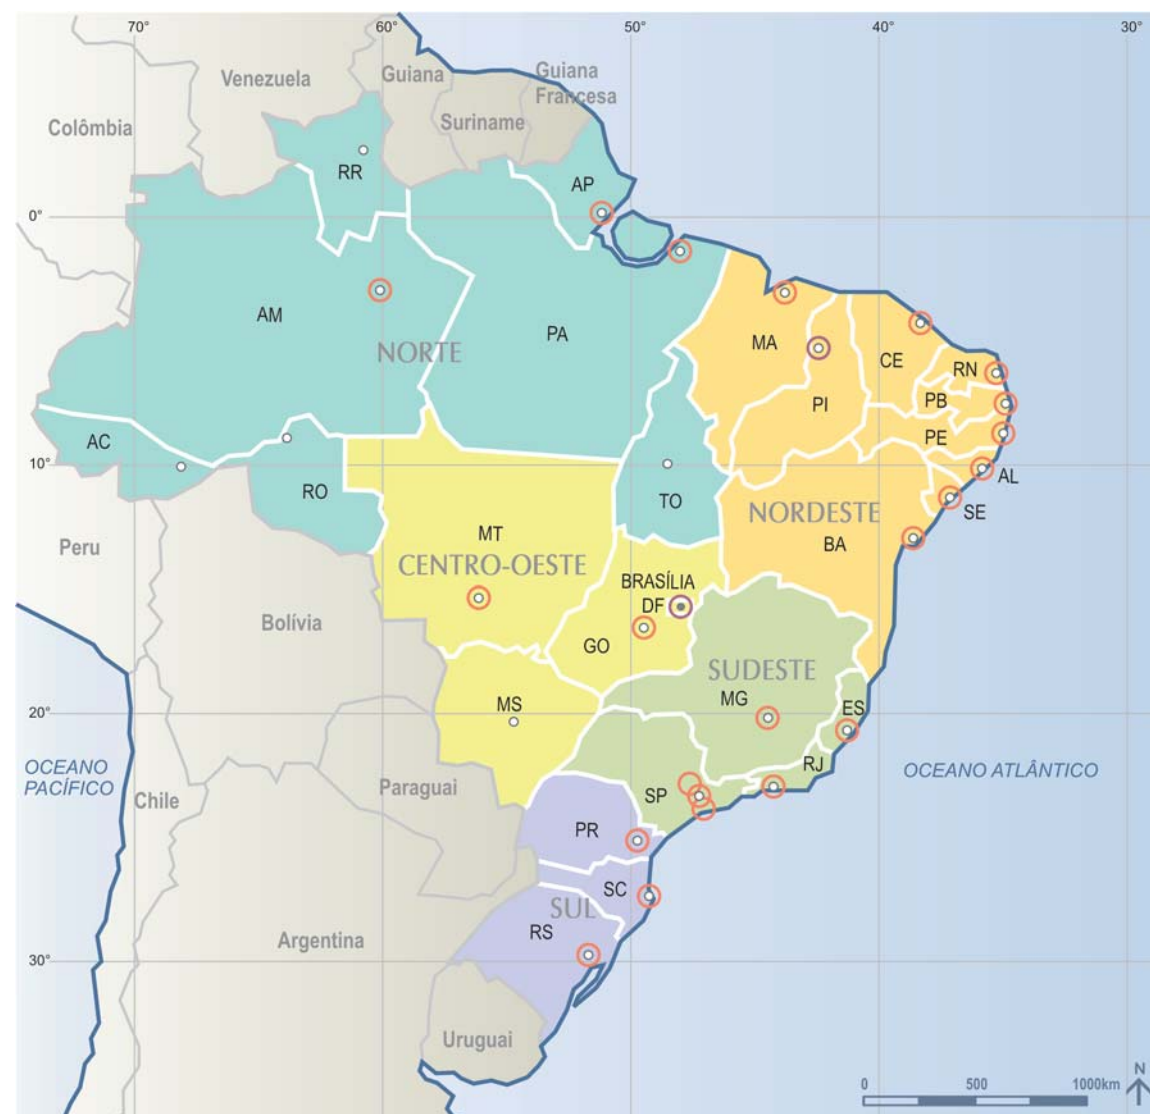 70° 60° 50° 40° 30°
Guiana
Guiana
Francesa
Venezuela
Suriname
Colômbia
RR
AP
0°
AM
PA
MA
CE
NORTE
RN
PI
PB
PE
AC
10°
AL
RO
TO
NORDESTE
SE
MT
BA
Peru
CENTRO-OESTE
BRASÍLIA
DF
Bolívia
GO
SUDESTE
MG
MS
ES
20°
RJ
OCEANO
PACÍFICO
OCEANO ATLÂNTICO
Paraguai
Chile
SP
PR
SC
SUL
RS
Argentina
30°
Uruguai
N
0 500 1000km